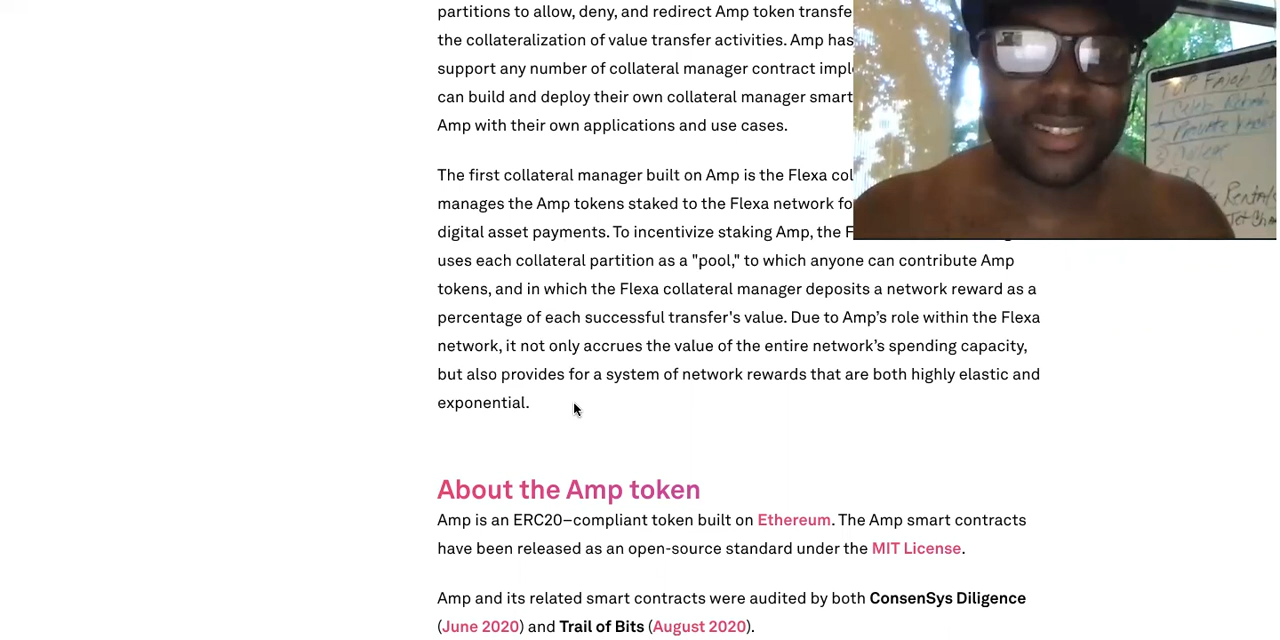 partitions to allow, deny, and redirect Amp token transfe
the collateralization of value transfer activities. Amp has
support any number of collateral manager contract imple
can build and deploy their own collateral manager smart
Amp with their own applications and use cases.
The first collateral manager built on Amp is the Flexa col
manages the Amp tokens staked to the Flexa network fo
digital asset payments. To incentivize staking Amp, the F
uses each collateral partition as a "pool," to which anyone can contribute Amp
tokens, and in which the Flexa collateral manager deposits a network reward as a
percentage of each successful transfer's value. Due to Amp’s role within the Flexa
network, it not only accrues the value of the entire network’s spending capacity,
but also provides for a system of network rewards that are both highly elastic and
exponential.
About the Amp token
Amp is an ERC20–compliant token built on Ethereum. The Amp smart contracts
have been released as an open-source standard under the MIT License.
Amp and its related smart contracts were audited by both ConsenSys Diligence
(June 2020) and Trail of Bits (August 2020).
TOP
Private
Rentals